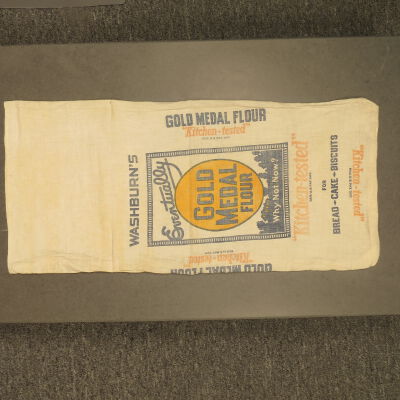 GOLD MEDAL FLOUR
"Kitchen-tested"
WASHBURN'S
Eventually
GOLD
MEDAL
FLOUR
Why Not Now?
"Kitchen-tested"
FOR
BREAD-CAKE-BISCUITS
"Kitchen-tested"
GOLD MEDAL FLOUR
"Kitchen-tested"